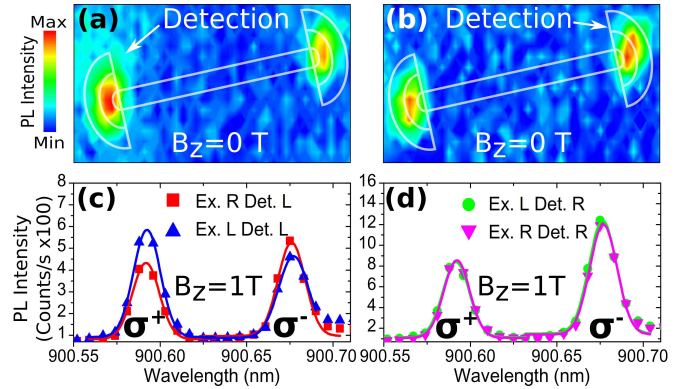 Max
PL Intensity
Min
(a)
Detection
B_z=0 T
(b)
Detection
B_z=0 T
PL Intensity
(Counts/s x100)
8
7
6
5
4
3
2
1
(c)
Ex. R Det. L
Ex. L Det. L
B_z=1T
σ+
σ-
900.55 900.60 900.65 900.70
Wavelength (nm)
16
14
12
10
8
6
4
2
(d)
Ex. L Det. R
Ex. R Det. R
B_z=1T
σ+
σ-
900.55 900.60 900.65 900.70
Wavelength (nm)